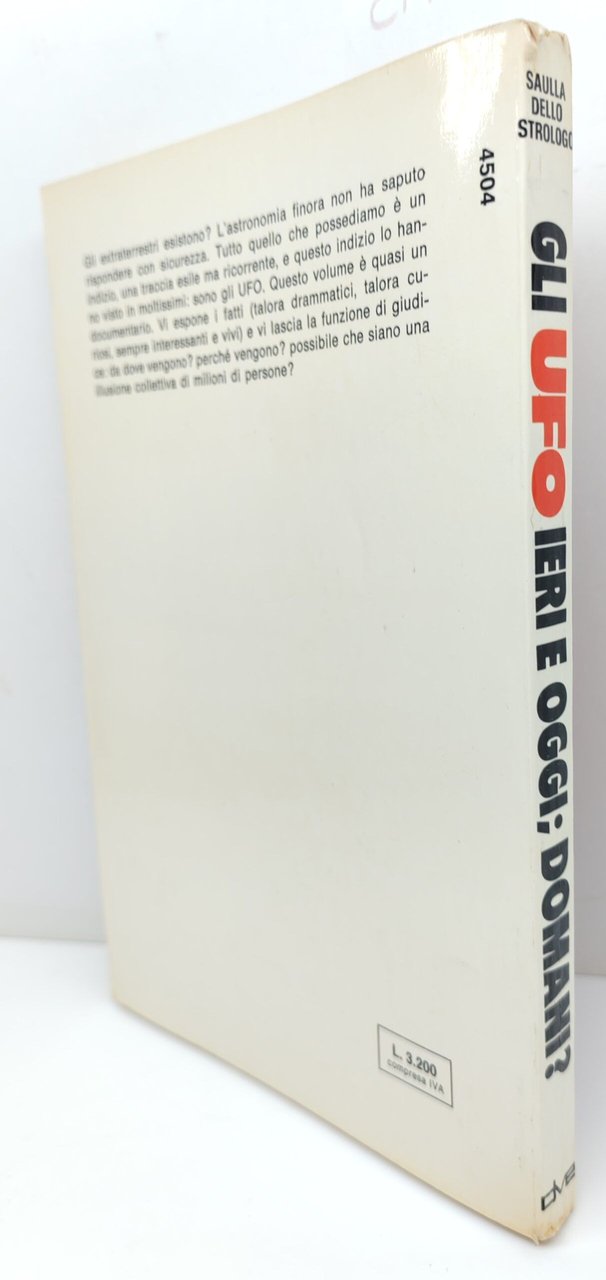 Gli extraterrestri esistono? L'astronomia finora non ha saputo
rispondere con sicurezza. Tutto quello che possediamo è un
indizio, una traccia esile ma ricorrente, e questo indizio lo han-
no visto in moltissimi: sono gli UFO. Questo volume è quasi un
documentario. Vi espone i fatti (talora drammatici, talora cu-
riosi, sempre interessanti e vivi) e vi lascia la funzione di giudi-
ce: da dove vengono? perché vengono? possibile che siano una
illusione collettiva di milioni di persone?
4504
L. 3.200
compresa IVA
SAULLA
DELLO
STROLOGO
GLI UFO IERI E OGGI; DOMANI?